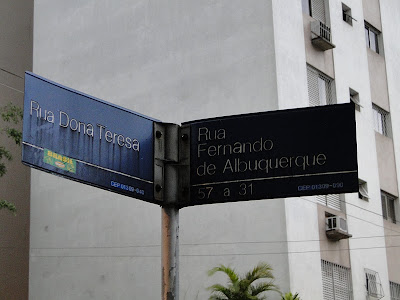 Rua Dona Teresa
Rua
Fernando
de Albuquerque
57 a 31